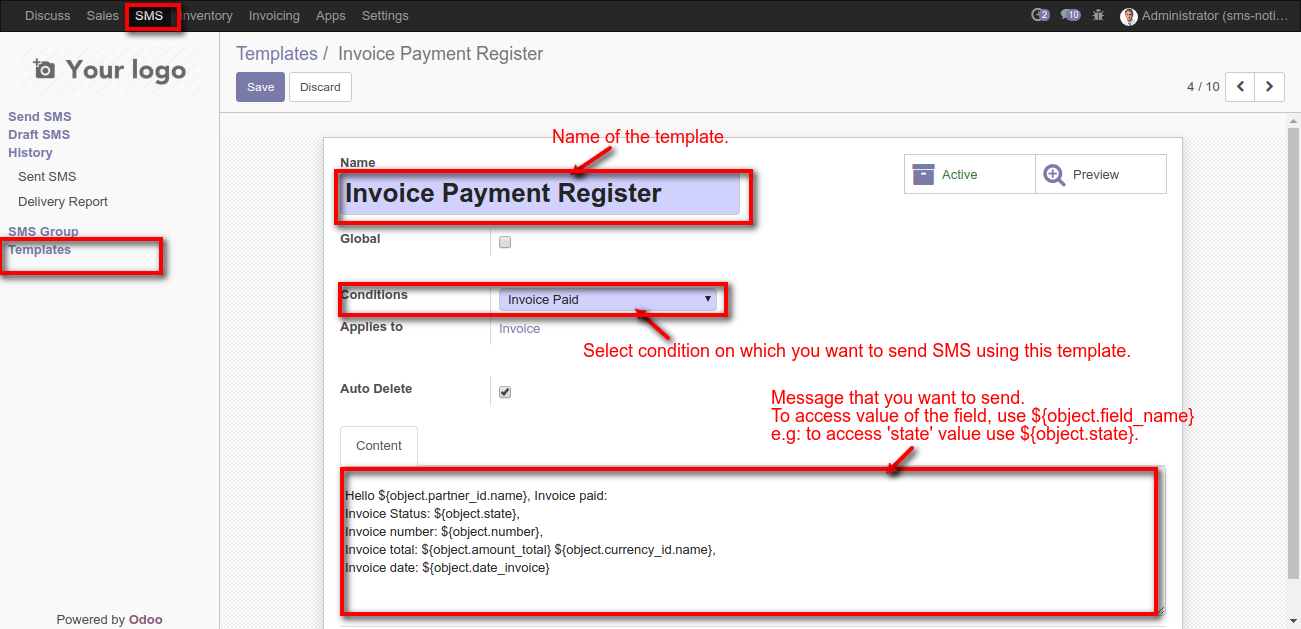 Discuss Sales SMS Inventory Invoicing Apps Settings 2 10 Administrator (sms-noti...
Your logo
Templates / Invoice Payment Register
Save Discard
4 / 10
Send SMS
Draft SMS
History
Sent SMS
Delivery Report
SMS Group
Templates
Name of the template.
Name
Invoice Payment Register
Active
Preview
Global
Conditions
Invoice Paid
Applies to
Invoice
Select condition on which you want to send SMS using this template.
Auto Delete
Message that you want to send.
To access value of the field, use ${object.field_name}
e.g: to access 'state' value use ${object.state}.
Content
Hello ${object.partner_id.name}, Invoice paid:
Invoice Status: ${object.state},
Invoice number: ${object.number},
Invoice total: ${object.amount_total} ${object.currency_id.name},
Invoice date: ${object.date_invoice}
Powered by Odoo